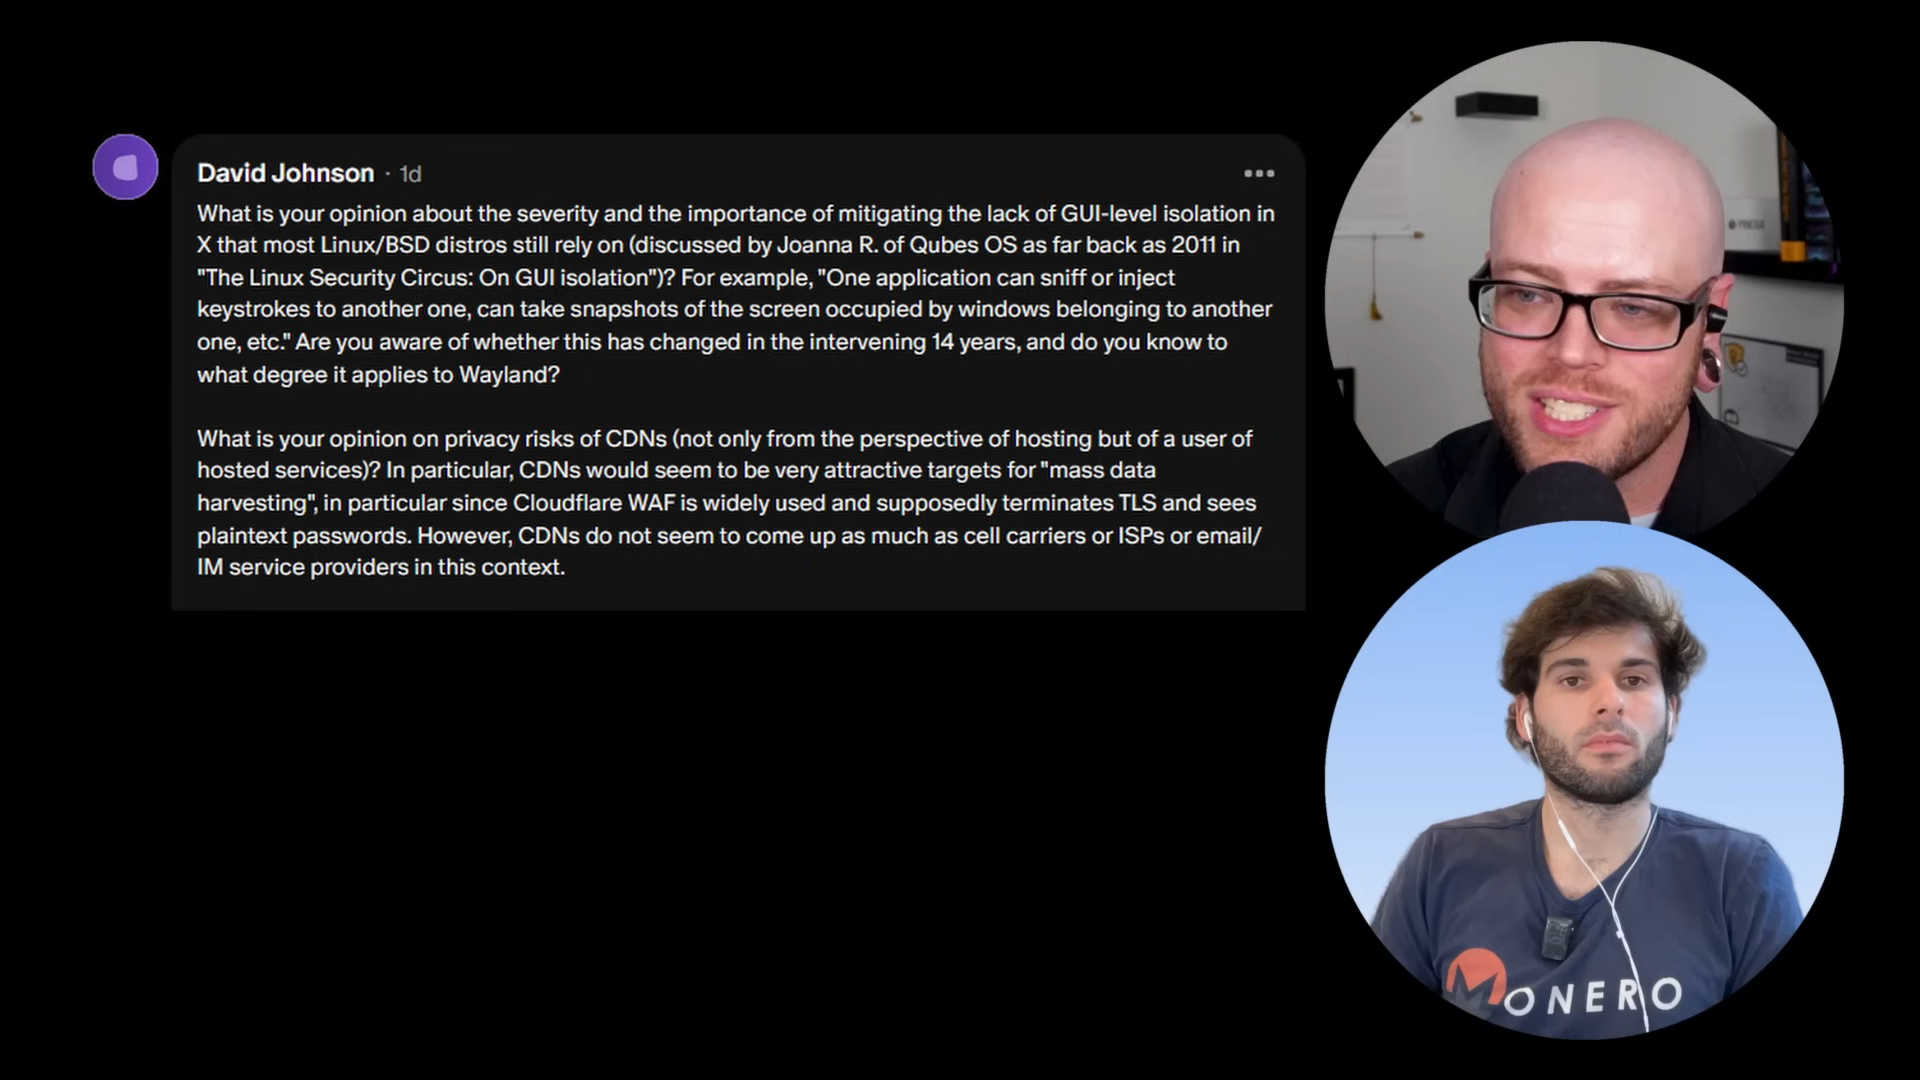 David Johnson · 1d
What is your opinion about the severity and the importance of mitigating the lack of GUI-level isolation in
X that most Linux/BSD distros still rely on (discussed by Joanna R. of Qubes OS as far back as 2011 in
"The Linux Security Circus: On GUI isolation")? For example, "One application can sniff or inject
keystrokes to another one, can take snapshots of the screen occupied by windows belonging to another
one, etc." Are you aware of whether this has changed in the intervening 14 years, and do you know to
what degree it applies to Wayland?
What is your opinion on privacy risks of CDNs (not only from the perspective of hosting but of a user of
hosted services)? In particular, CDNs would seem to be very attractive targets for "mass data
harvesting", in particular since Cloudflare WAF is widely used and supposedly terminates TLS and sees
plaintext passwords. However, CDNs do not seem to come up as much as cell carriers or ISPs or email/
IM service providers in this context.
PINE64
MONERO